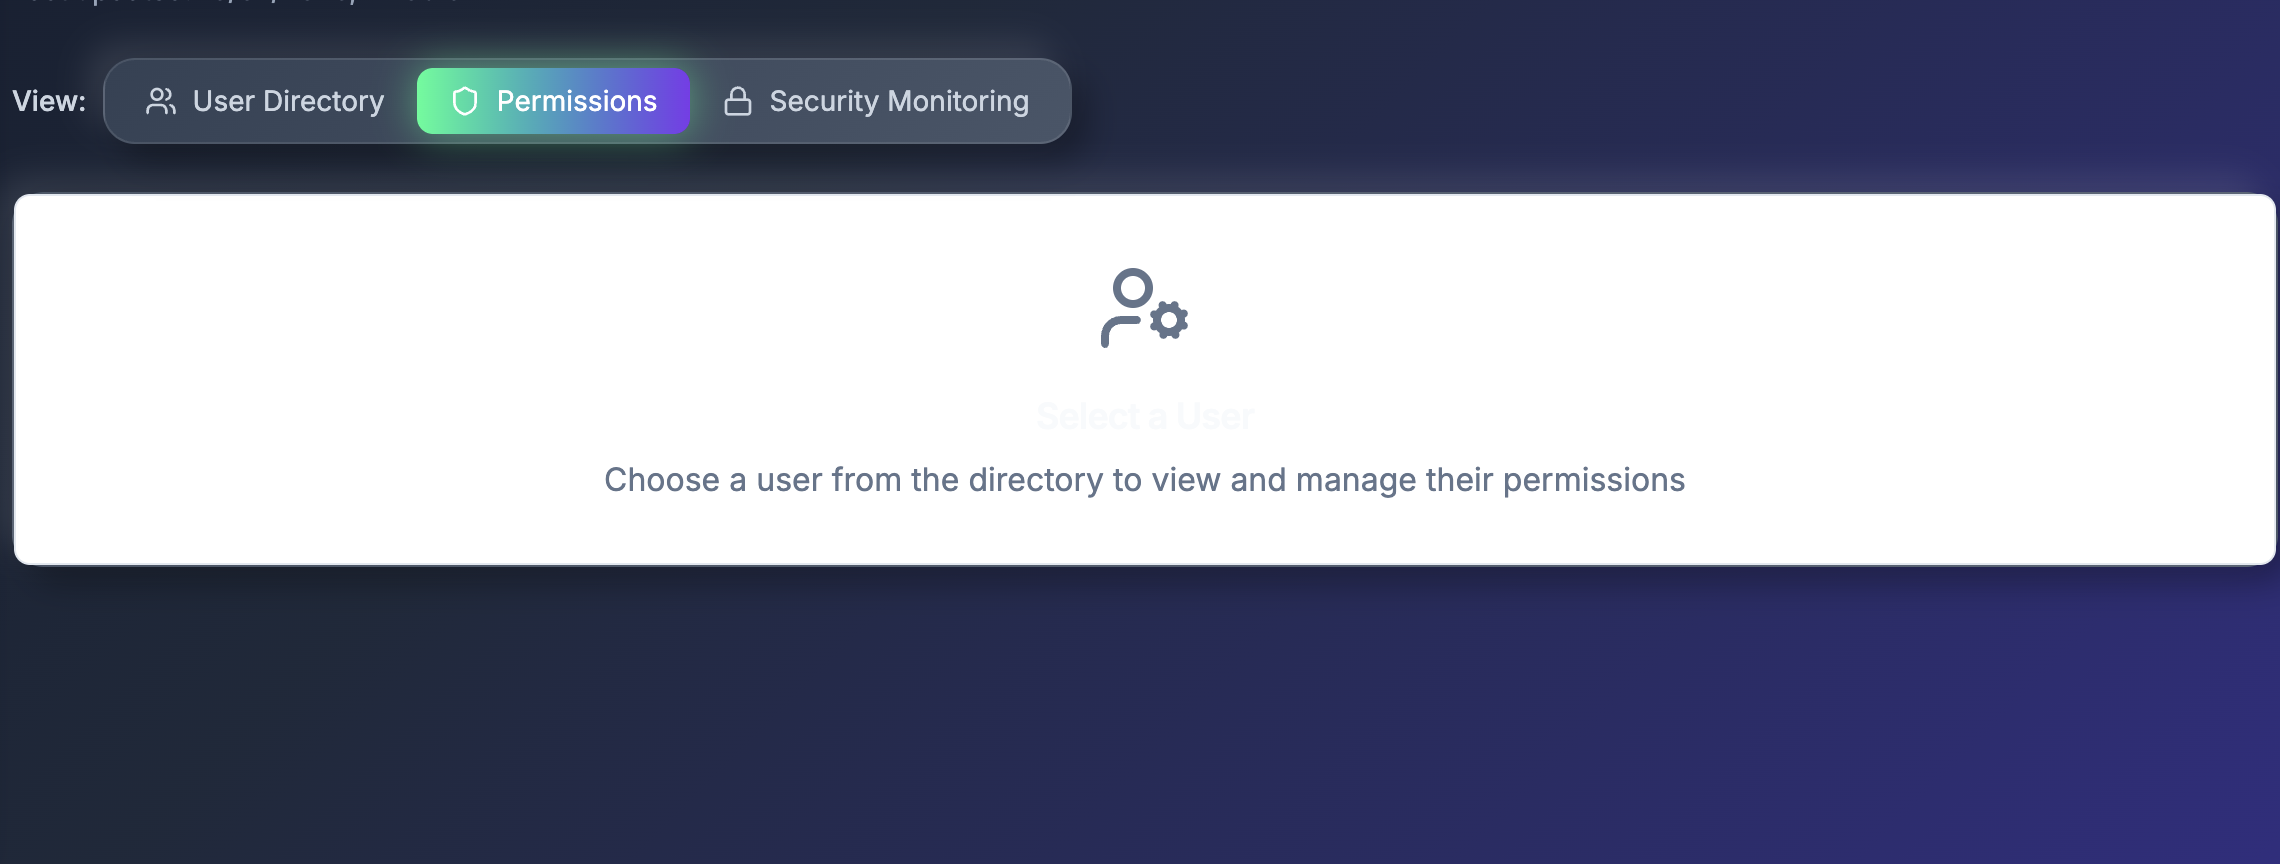 View: User Directory Permissions Security Monitoring
Select a User
Choose a user from the directory to view and manage their permissions